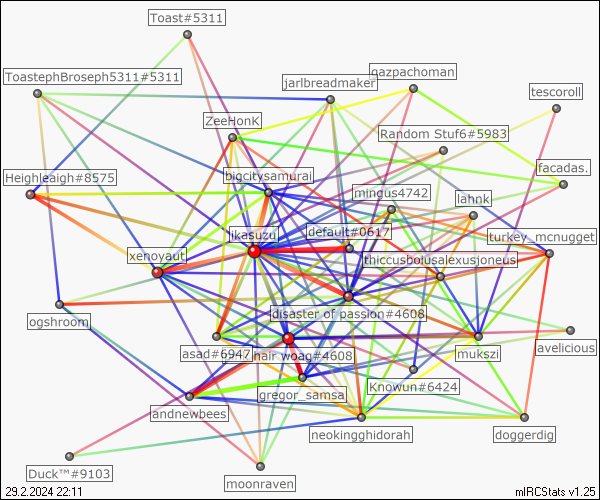 Toast#5311
ToastephBroseph5311#5311
jarlbreadmaker
gazpachoman
tescoroll
ZeeHonk
Random Stuf6#5983
Heighleaigh#8575
bigcitysamurai
facadas.
mingus4742
lahnk
ikasuzu
default#0617
turkey_mcnugget
xenoyaut
thiccusbojusalexusjoneus
ogshroom
disaster of passion#4608
asad#6947
hair woag#4608
mukszi
avelicious
andnewbees
gregor_samsa
Knowun#6424
neokingghidorah
doggerdig
Duck™#9103
moonraven
29.2.2024 22:11
mIRCStats v1.25